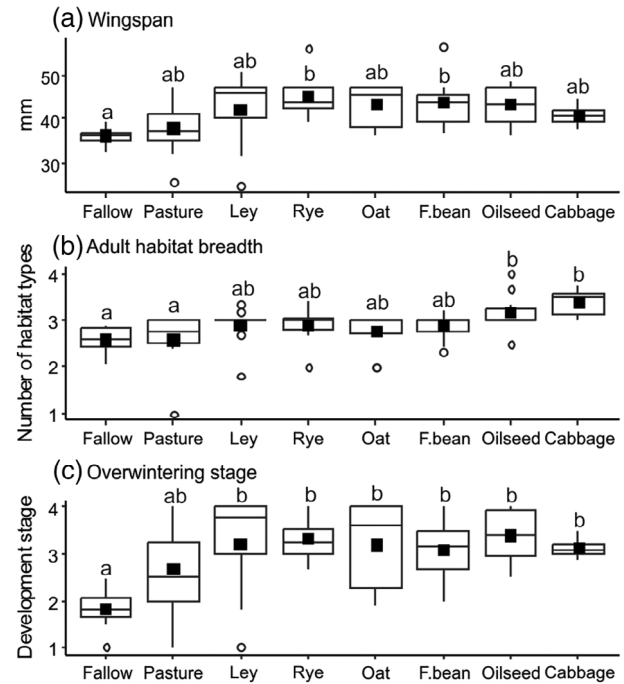 (a) Wingspan
mm
50
40
30
a ab ab b ab b ab ab
Fallow Pasture Ley Rye Oat F.bean Oilseed Cabbage
(b) Adult habitat breadth
Number of habitat types
4
3
2
1
a a ab ab ab ab b b
Fallow Pasture Ley Rye Oat F.bean Oilseed Cabbage
(c) Overwintering stage
Development stage
4
3
2
1
a ab b b b b b b
Fallow Pasture Ley Rye Oat F.bean Oilseed Cabbage